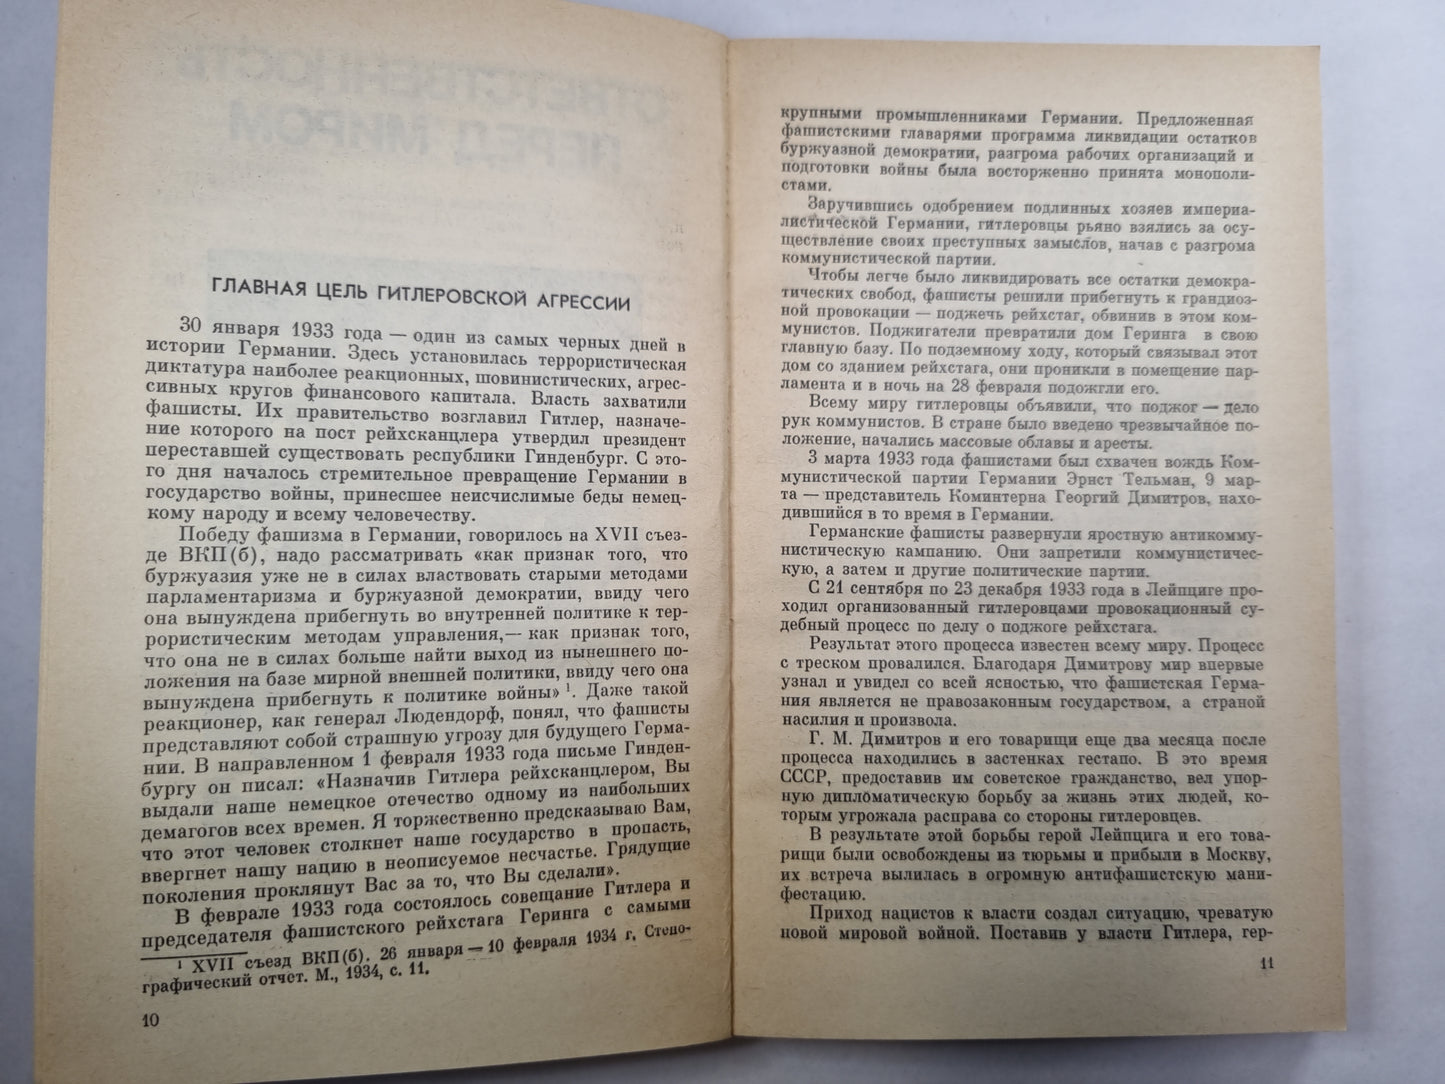 ГЛАВНАЯ ЦЕЛЬ ГИТЛЕРОВСКОЙ АГРЕССИИ
30 января 1933 года — один из самых черных дней в
истории Германии. Здесь установилась террористическая
диктатура наиболее реакционных, шовинистических, агрес-
сивных кругов финансового капитала. Власть захватили
фашисты. Их правительство возглавил Гитлер, назначе-
ние которого на пост рейхсканцлера утвердил президент
переставшей существовать республики Гинденбург. С это-
го дня началось стремительное превращение Германии в
государство войны, принесшее неисчислимые беды немец-
кому народу и всему человечеству.
Победу фашизма в Германии, говорилось на XVII съез-
де ВКП(б), надо рассматривать «как признак того, что
буржуазия уже не в силах властвовать старыми методами
парламентаризма и буржуазной демократии, ввиду чего
она вынуждена прибегнуть во внутренней политике к тер-
рористическим методам управления,— как признак того,
что она не в силах больше найти выход из нынешнего по-
ложения на базе мирной внешней политики, ввиду чего она
вынуждена прибегнуть к политике войны» ¹. Даже такой
реакционер, как генерал Людендорф, понял, что фашисты
представляют собой страшную угрозу для будущего Герма-
нии. В направленном 1 февраля 1933 года письме Гинден-
бургу он писал: «Назначив Гитлера рейхсканцлером, Вы
выдали наше немецкое отечество одному из наибольших
демагогов всех времен. Я торжественно предсказываю Вам,
что этот человек столкнет наше государство в пропасть,
ввергнет нашу нацию в неописуемое несчастье. Грядущие
поколения проклянут Вас за то, что Вы сделали».
В феврале 1933 года состоялось совещание Гитлера и
председателя фашистского рейхстага Геринга с самыми
¹ XVII съезд ВКП(б). 26 января — 10 февраля 1934 г. Стено-
графический отчет. М., 1934, с. 11.
10
крупными промышленниками Германии. Предложенная
фашистскими главарями программа ликвидации остатков
буржуазной демократии, разгрома рабочих организаций и
подготовки войны была восторженно принята монополи-
стами.
Заручившись одобрением подлинных хозяев империа-
листической Германии, гитлеровцы рьяно взялись за осу-
ществление своих преступных замыслов, начав с разгрома
коммунистической партии.
Чтобы легче было ликвидировать все остатки демокра-
тических свобод, фашисты решили прибегнуть к грандиоз-
ной провокации — поджечь рейхстаг, обвинив в этом ком-
мунистов. Поджигатели превратили дом Геринга в свою
главную базу. По подземному ходу, который связывал этот
дом со зданием рейхстага, они проникли в помещение пар-
ламента и в ночь на 28 февраля подожгли его.
Всему миру гитлеровцы объявили, что поджог — дело
рук коммунистов. В стране было введено чрезвычайное по-
ложение, начались массовые облавы и аресты.
3 марта 1933 года фашистами был схвачен вождь Ком-
мунистической партии Германии Эрнст Тельман, 9 мар-
та — представитель Коминтерна Георгий Димитров, нахо-
дившийся в то время в Германии.
Германские фашисты развернули яростную антикомму-
нистическую кампанию. Они запретили коммунистичес-
кую, а затем и другие политические партии.
С 21 сентября по 23 декабря 1933 года в Лейпциге про-
ходил организованный гитлеровцами провокационный су-
дебный процесс по делу о поджоге рейхстага.
Результат этого процесса известен всему миру. Процесс
с треском провалился. Благодаря Димитрову мир впервые
узнал и увидел со всей ясностью, что фашистская Герма-
ния является не правозаконным государством, а страной
насилия и произвола.
Г. М. Димитров и его товарищи еще два месяца после
процесса находились в застенках гестапо. В это время
СССР, предоставив им советское гражданство, вел упор-
ную дипломатическую борьбу за жизнь этих людей, ко-
торым угрожала расправа со стороны гитлеровцев.
В результате этой борьбы герой Лейпцига и его това-
рищи были освобождены из тюрьмы и прибыли в Москву,
их встреча вылилась в огромную антифашистскую мани-
фестацию.
Приход нацистов к власти создал ситуацию, чреватую
новой мировой войной. Поставив у власти Гитлера, гер-
11